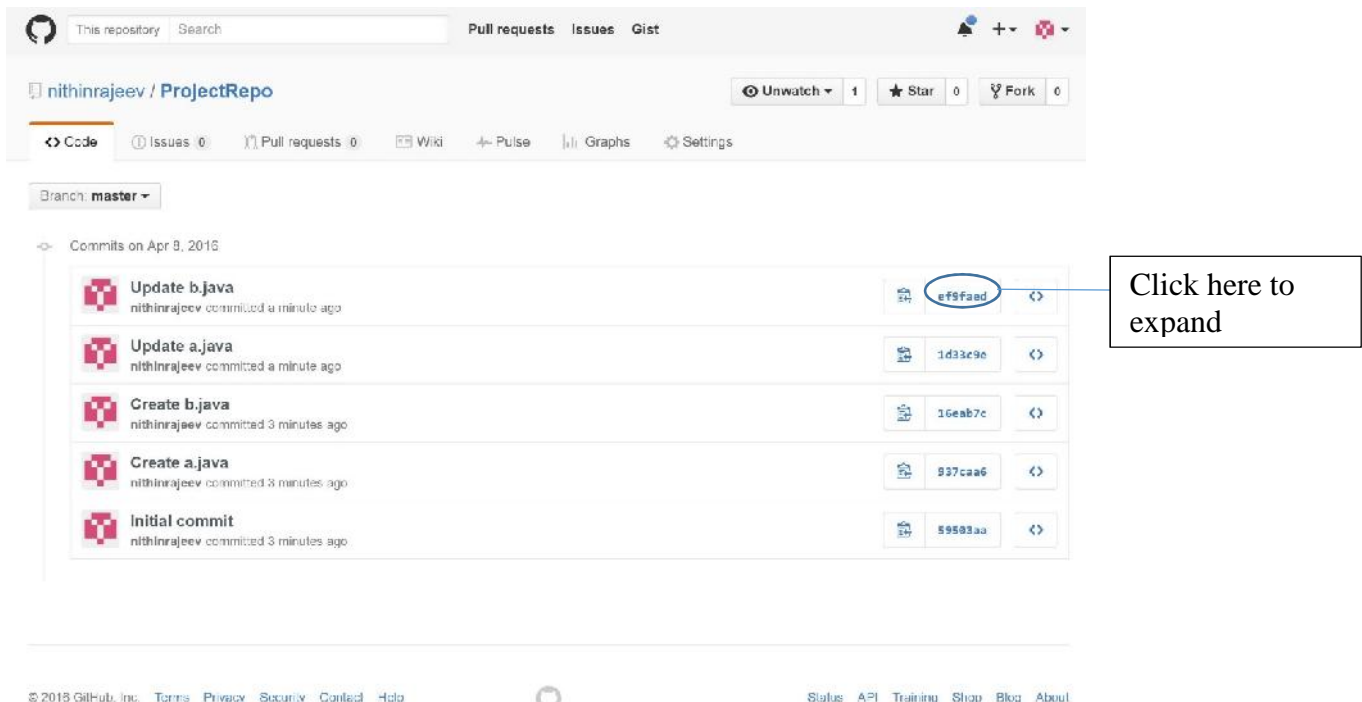 This repository Search Pull requests Issues Gist
nithinrajeev / ProjectRepo Unwatch 1 Star 0 Fork 0
Code Issues 0 Pull requests 0 Wiki Pulse Graphs Settings
Branch: master
Commits on Apr 8, 2016
Update b.java
nithinrajeev committed a minute ago
ef9faed
Click here to
expand
Update a.java
nithinrajeev committed a minute ago
1d33c9e
Create b.java
nithinrajeev committed 3 minutes ago
16eab7c
Create a.java
nithinrajeev committed 3 minutes ago
937caa6
Initial commit
nithinrajeev committed 3 minutes ago
59503aa
© 2016 GitHub, Inc. Terms Privacy Security Contact Help Status API Training Shop Blog About